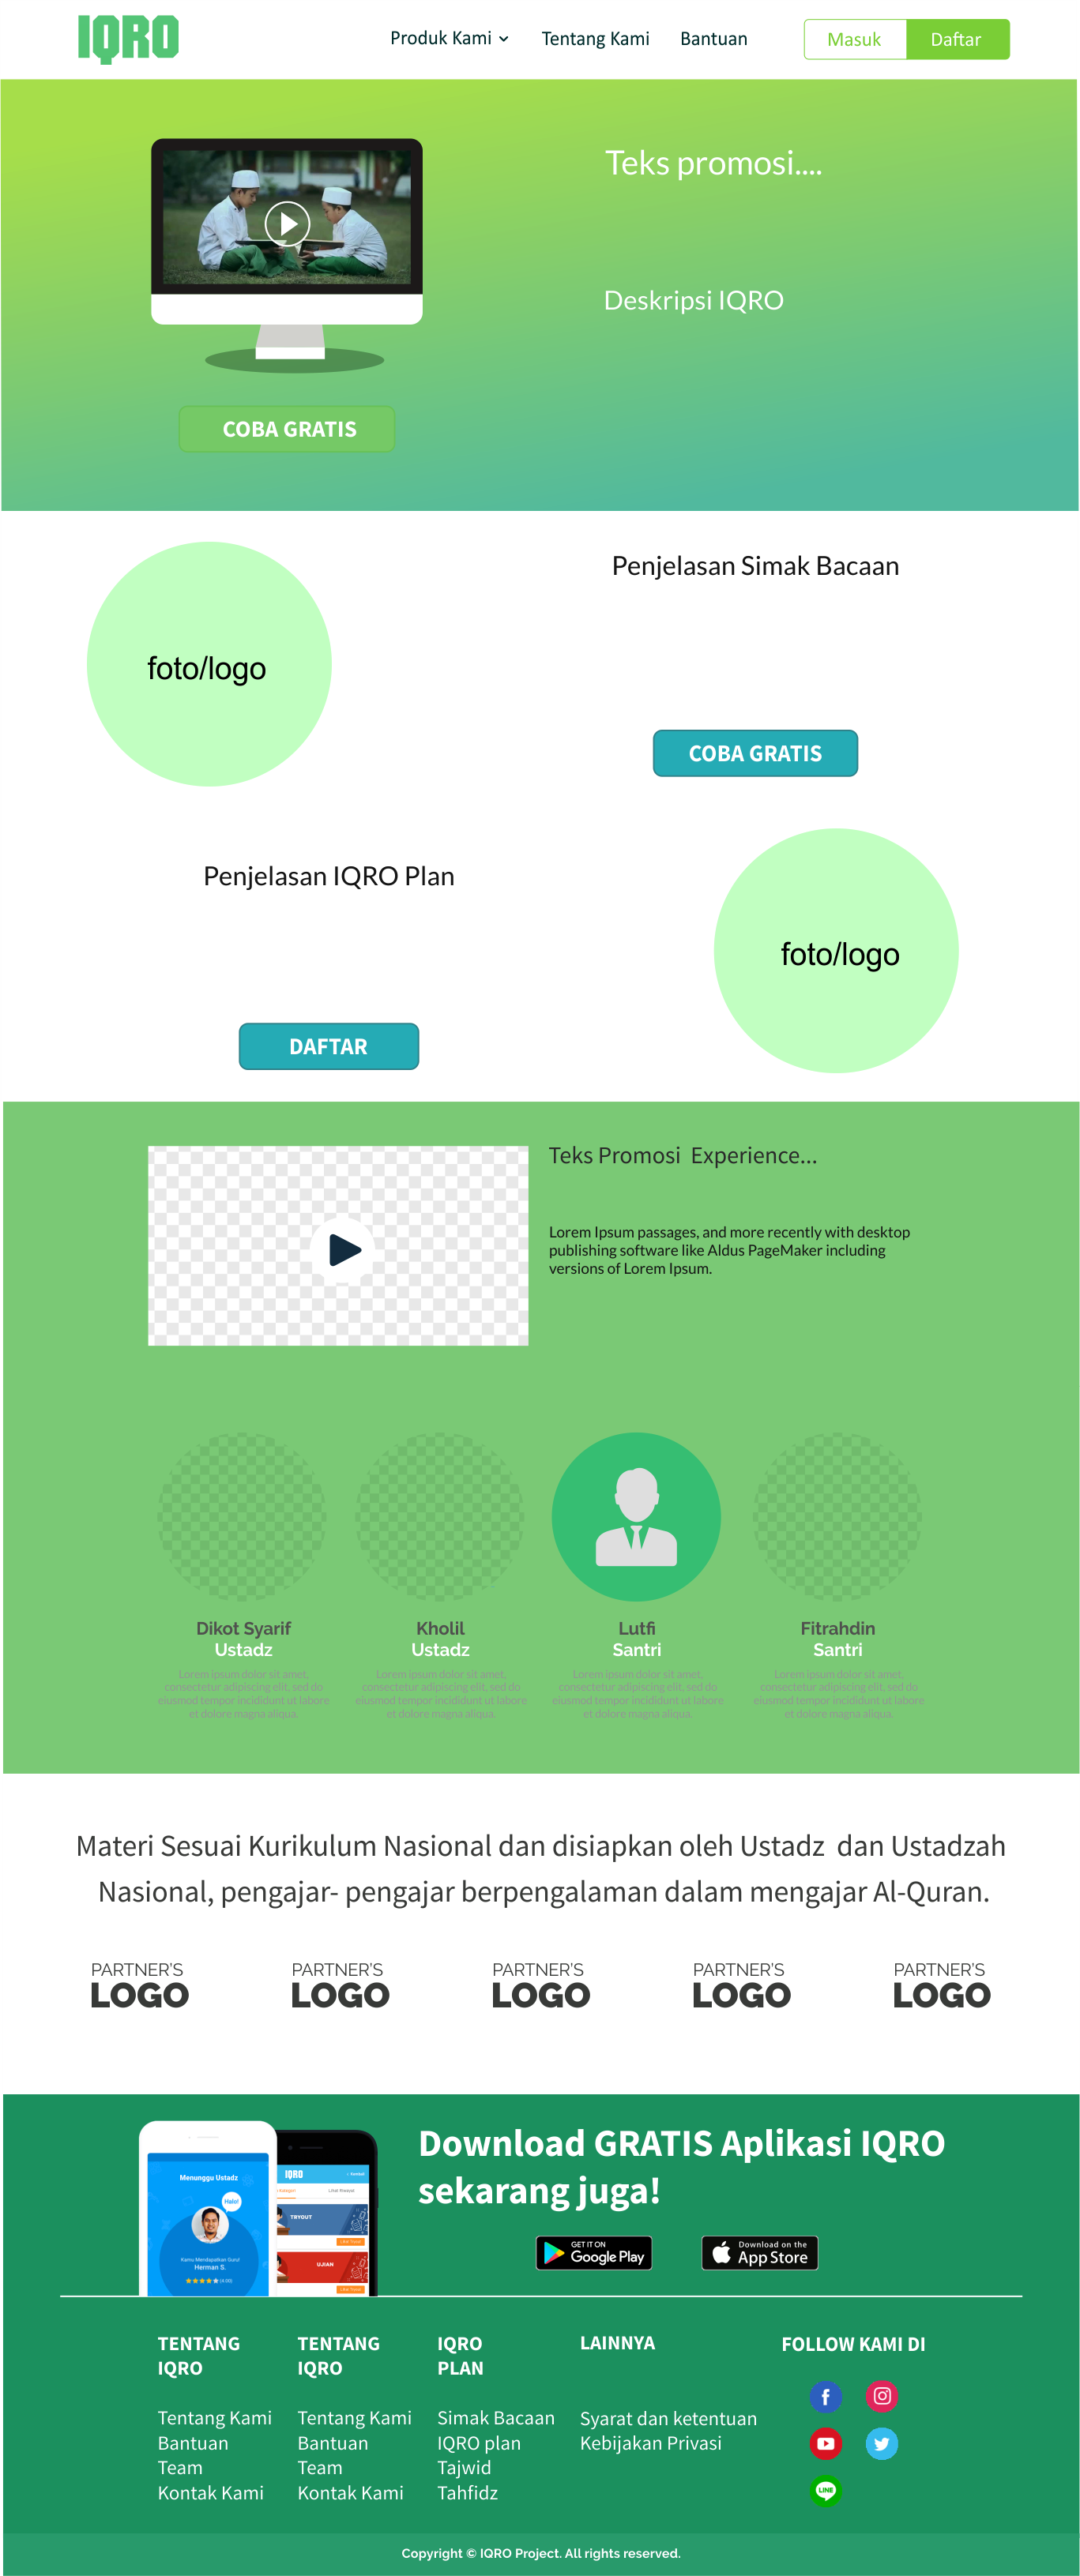 IQRO
Produk Kami
Tentang Kami
Bantuan
Masuk
Daftar
Teks promosi....
Deskripsi IQRO
COBA GRATIS
foto/logo
Penjelasan Simak Bacaan
COBA GRATIS
Penjelasan IQRO Plan
foto/logo
DAFTAR
Teks Promosi  Experience...
Lorem Ipsum passages, and more recently with desktop
publishing software like Aldus PageMaker including
versions of Lorem Ipsum.
Dikot Syarif
Ustadz
Lorem ipsum dolor sit amet,
consectetur adipiscing elit, sed do
eiusmod tempor incididunt ut labore
et dolore magna aliqua.
Kholil
Ustadz
Lorem ipsum dolor sit amet,
consectetur adipiscing elit, sed do
eiusmod tempor incididunt ut labore
et dolore magna aliqua.
Lutfi
Santri
Lorem ipsum dolor sit amet,
consectetur adipiscing elit, sed do
eiusmod tempor incididunt ut labore
et dolore magna aliqua.
Fitrahdin
Santri
Lorem ipsum dolor sit amet,
consectetur adipiscing elit, sed do
eiusmod tempor incididunt ut labore
et dolore magna aliqua.
Materi Sesuai Kurikulum Nasional dan disiapkan oleh Ustadz  dan Ustadzah
Nasional, pengajar- pengajar berpengalaman dalam mengajar Al-Quran.
PARTNER'S
LOGO
PARTNER'S
LOGO
PARTNER'S
LOGO
PARTNER'S
LOGO
PARTNER'S
LOGO
Menunggu Ustadz
Halo!
Kamu Mendapatkan Guru!
Herman S.
(4.00)
IQRO
TRYOUT
UJIAN
Download GRATIS Aplikasi IQRO
sekarang juga!
GET IT ON
Google Play
Download on the
App Store
TENTANG
IQRO
Tentang Kami
Bantuan
Team
Kontak Kami
TENTANG
IQRO
Tentang Kami
Bantuan
Team
Kontak Kami
IQRO
PLAN
Simak Bacaan
IQRO plan
Tajwid
Tahfidz
LAINNYA
Syarat dan ketentuan
Kebijakan Privasi
FOLLOW KAMI DI
LINE
Copyright © IQRO Project. All rights reserved.